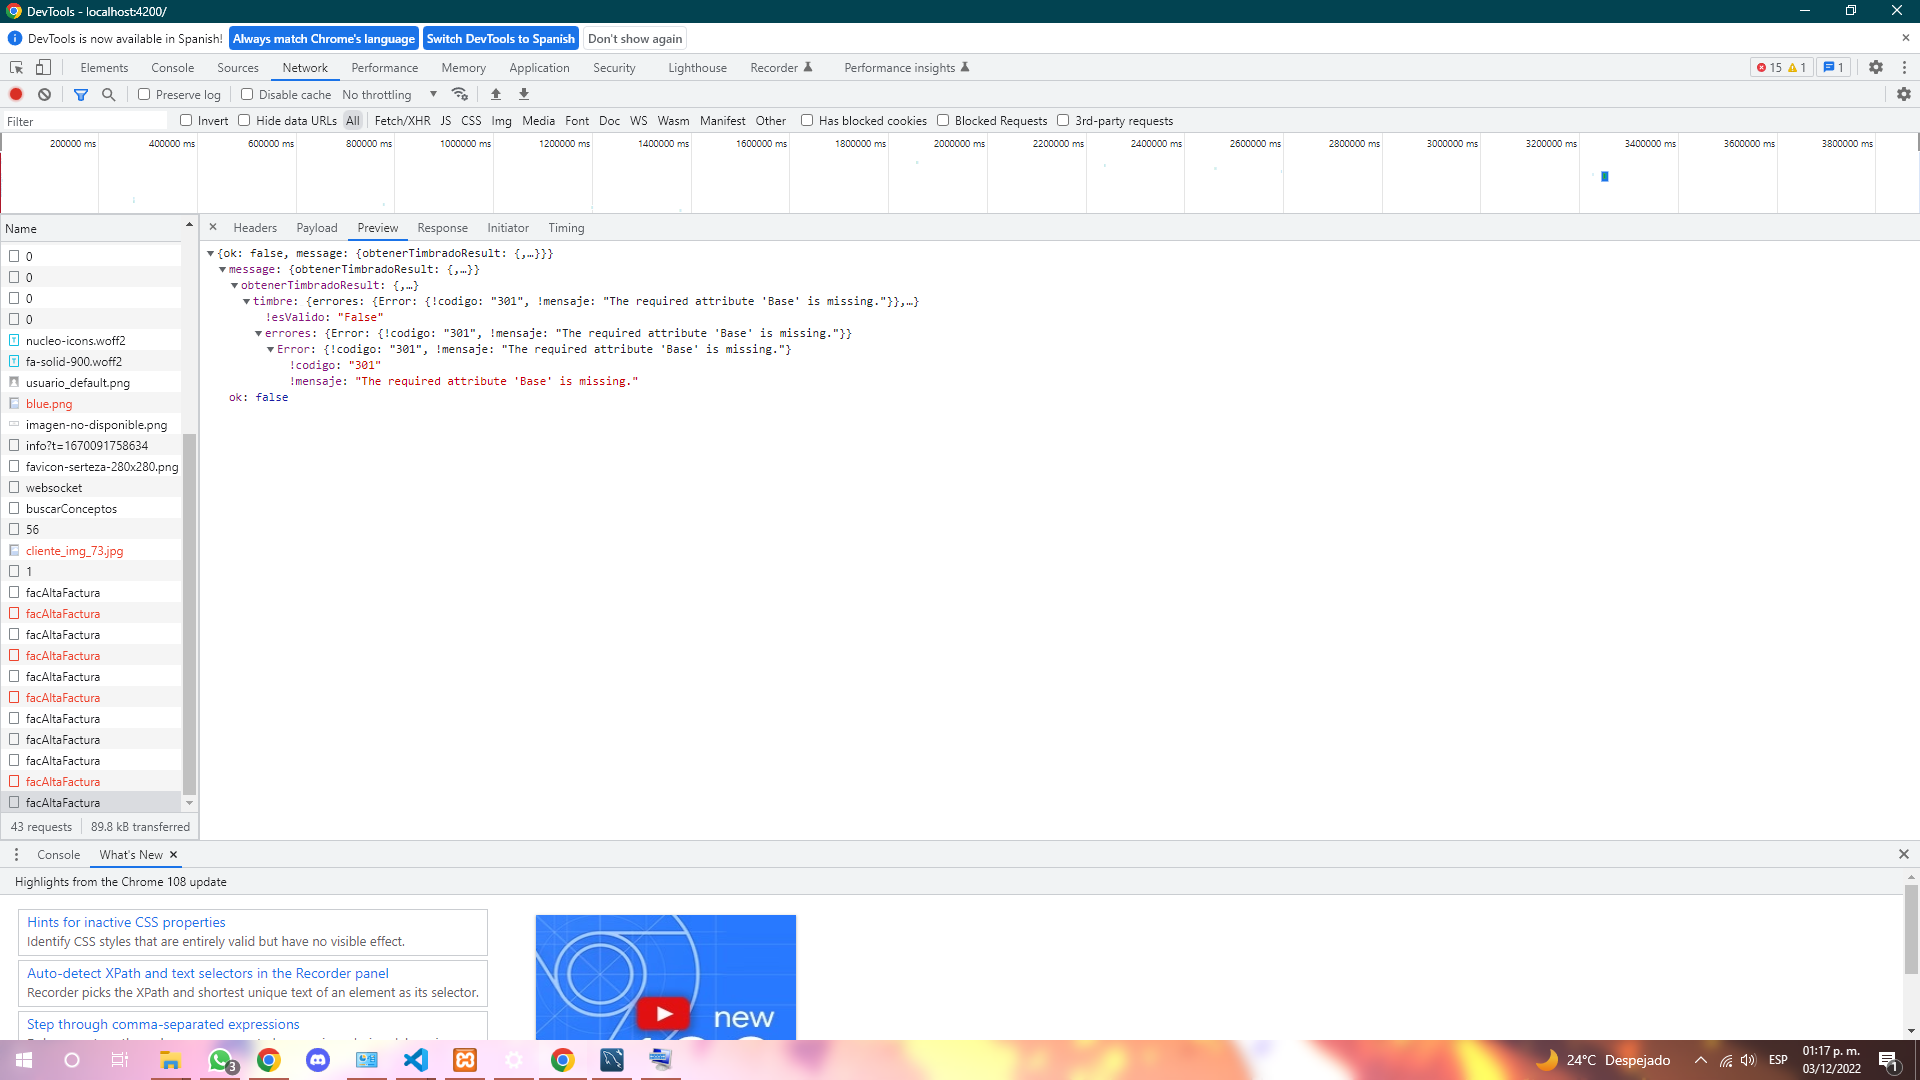 DevTools - localhost:4200/
DevTools is now available in Spanish! Always match Chrome's language Switch DevTools to Spanish Don't show again
Elements Console Sources Network Performance Memory Application Security Lighthouse Recorder Performance insights 15 1 1
Preserve log Disable cache No throttling
Filter Invert Hide data URLs All Fetch/XHR JS CSS Img Media Font Doc WS Wasm Manifest Other Has blocked cookies Blocked Requests 3rd-party requests
200000 ms 400000 ms 600000 ms 800000 ms 1000000 ms 1200000 ms 1400000 ms 1600000 ms 1800000 ms 2000000 ms 2200000 ms 2400000 ms 2600000 ms 2800000 ms 3000000 ms 3200000 ms 3400000 ms 3600000 ms 3800000 ms
Name
0
0
0
0
nucleo-icons.woff2
fa-solid-900.woff2
usuario_default.png
blue.png
imagen-no-disponible.png
info?t=1670091758634
favicon-serteza-280x280.png
websocket
buscarConceptos
56
cliente_img_73.jpg
1
facAltaFactura
facAltaFactura
facAltaFactura
facAltaFactura
facAltaFactura
facAltaFactura
facAltaFactura
facAltaFactura
facAltaFactura
facAltaFactura
facAltaFactura
43 requests 89.8 kB transferred
Headers Payload Preview Response Initiator Timing
{ok: false, message: {obtenerTimbradoResult: {,…}}}
message: {obtenerTimbradoResult: {,…}}
obtenerTimbradoResult: {,…}
timbre: {errores: {Error: {!codigo: "301", !mensaje: "The required attribute 'Base' is missing."}},…}
!esValido: "False"
errores: {Error: {!codigo: "301", !mensaje: "The required attribute 'Base' is missing."}}
Error: {!codigo: "301", !mensaje: "The required attribute 'Base' is missing."}
!codigo: "301"
!mensaje: "The required attribute 'Base' is missing."
ok: false
Console What's New
Highlights from the Chrome 108 update
Hints for inactive CSS properties
Identify CSS styles that are entirely valid but have no visible effect.
Auto-detect XPath and text selectors in the Recorder panel
Recorder picks the XPath and shortest unique text of an element as its selector.
Step through comma-separated expressions
new
3
24°C Despejado
ESP
01:17 p. m.
03/12/2022
1